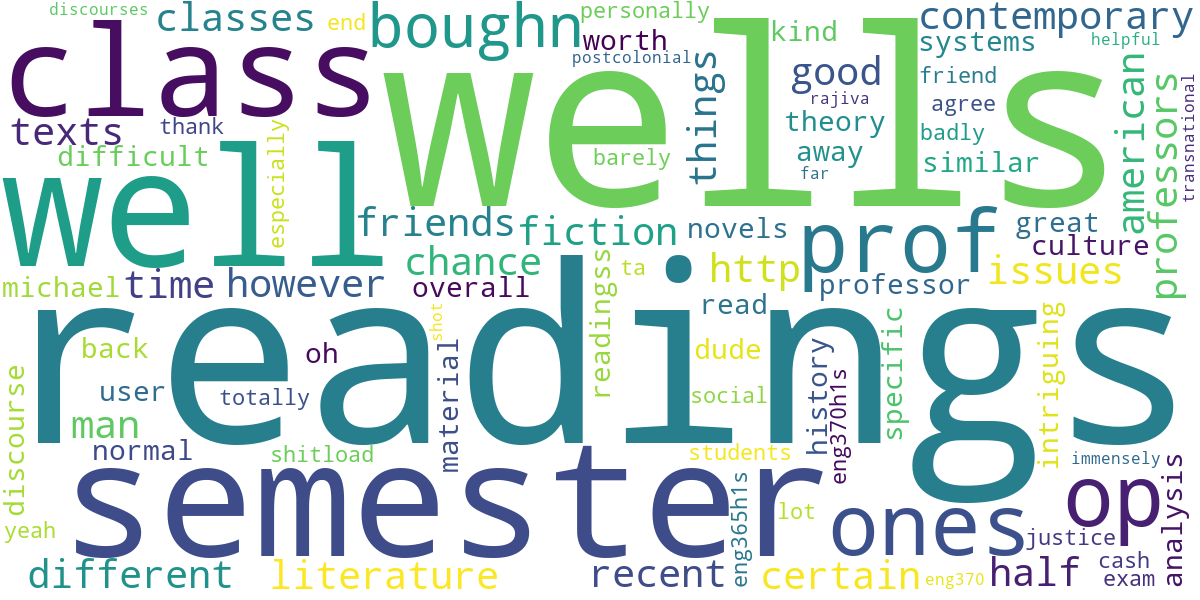 discourses
classes
end
boughn
personally
worth
postcolonial
kind
contemporary
systems
helpful
class
wells
things
good
rajiva
friend
agree
american
professors
transnational
texts
thank
difficult
especially
barely
theory
away
far
badly
similar
well
friends
fiction
novels
prof
great
culture
chance
ta
http
professor
issues
michael
time
however
overall
readingss
read
readings
shot
back
oh
dude
user
totally
social
material
history
eng370h1s
specific
intriguing
discourse
man
normal
shitload
students
immensely
yeah
semester
eng365h1s
lot
ones
op
justice
analysis
different
literature
recent
certain
eng370
half
cash
exam